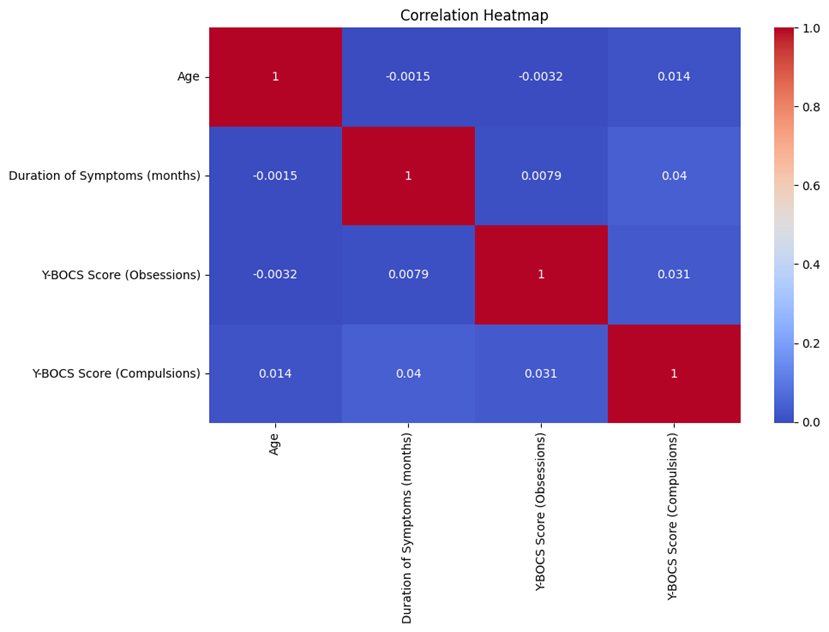 Correlation Heatmap
Age
1
-0.0015
-0.0032
0.014
Duration of Symptoms (months)
-0.0015
1
0.0079
0.04
Y-BOCS Score (Obsessions)
-0.0032
0.0079
1
0.031
Y-BOCS Score (Compulsions)
0.014
0.04
0.031
1
Age
Duration of Symptoms (months)
Y-BOCS Score (Obsessions)
Y-BOCS Score (Compulsions)
1.0
0.8
0.6
0.4
0.2
0.0